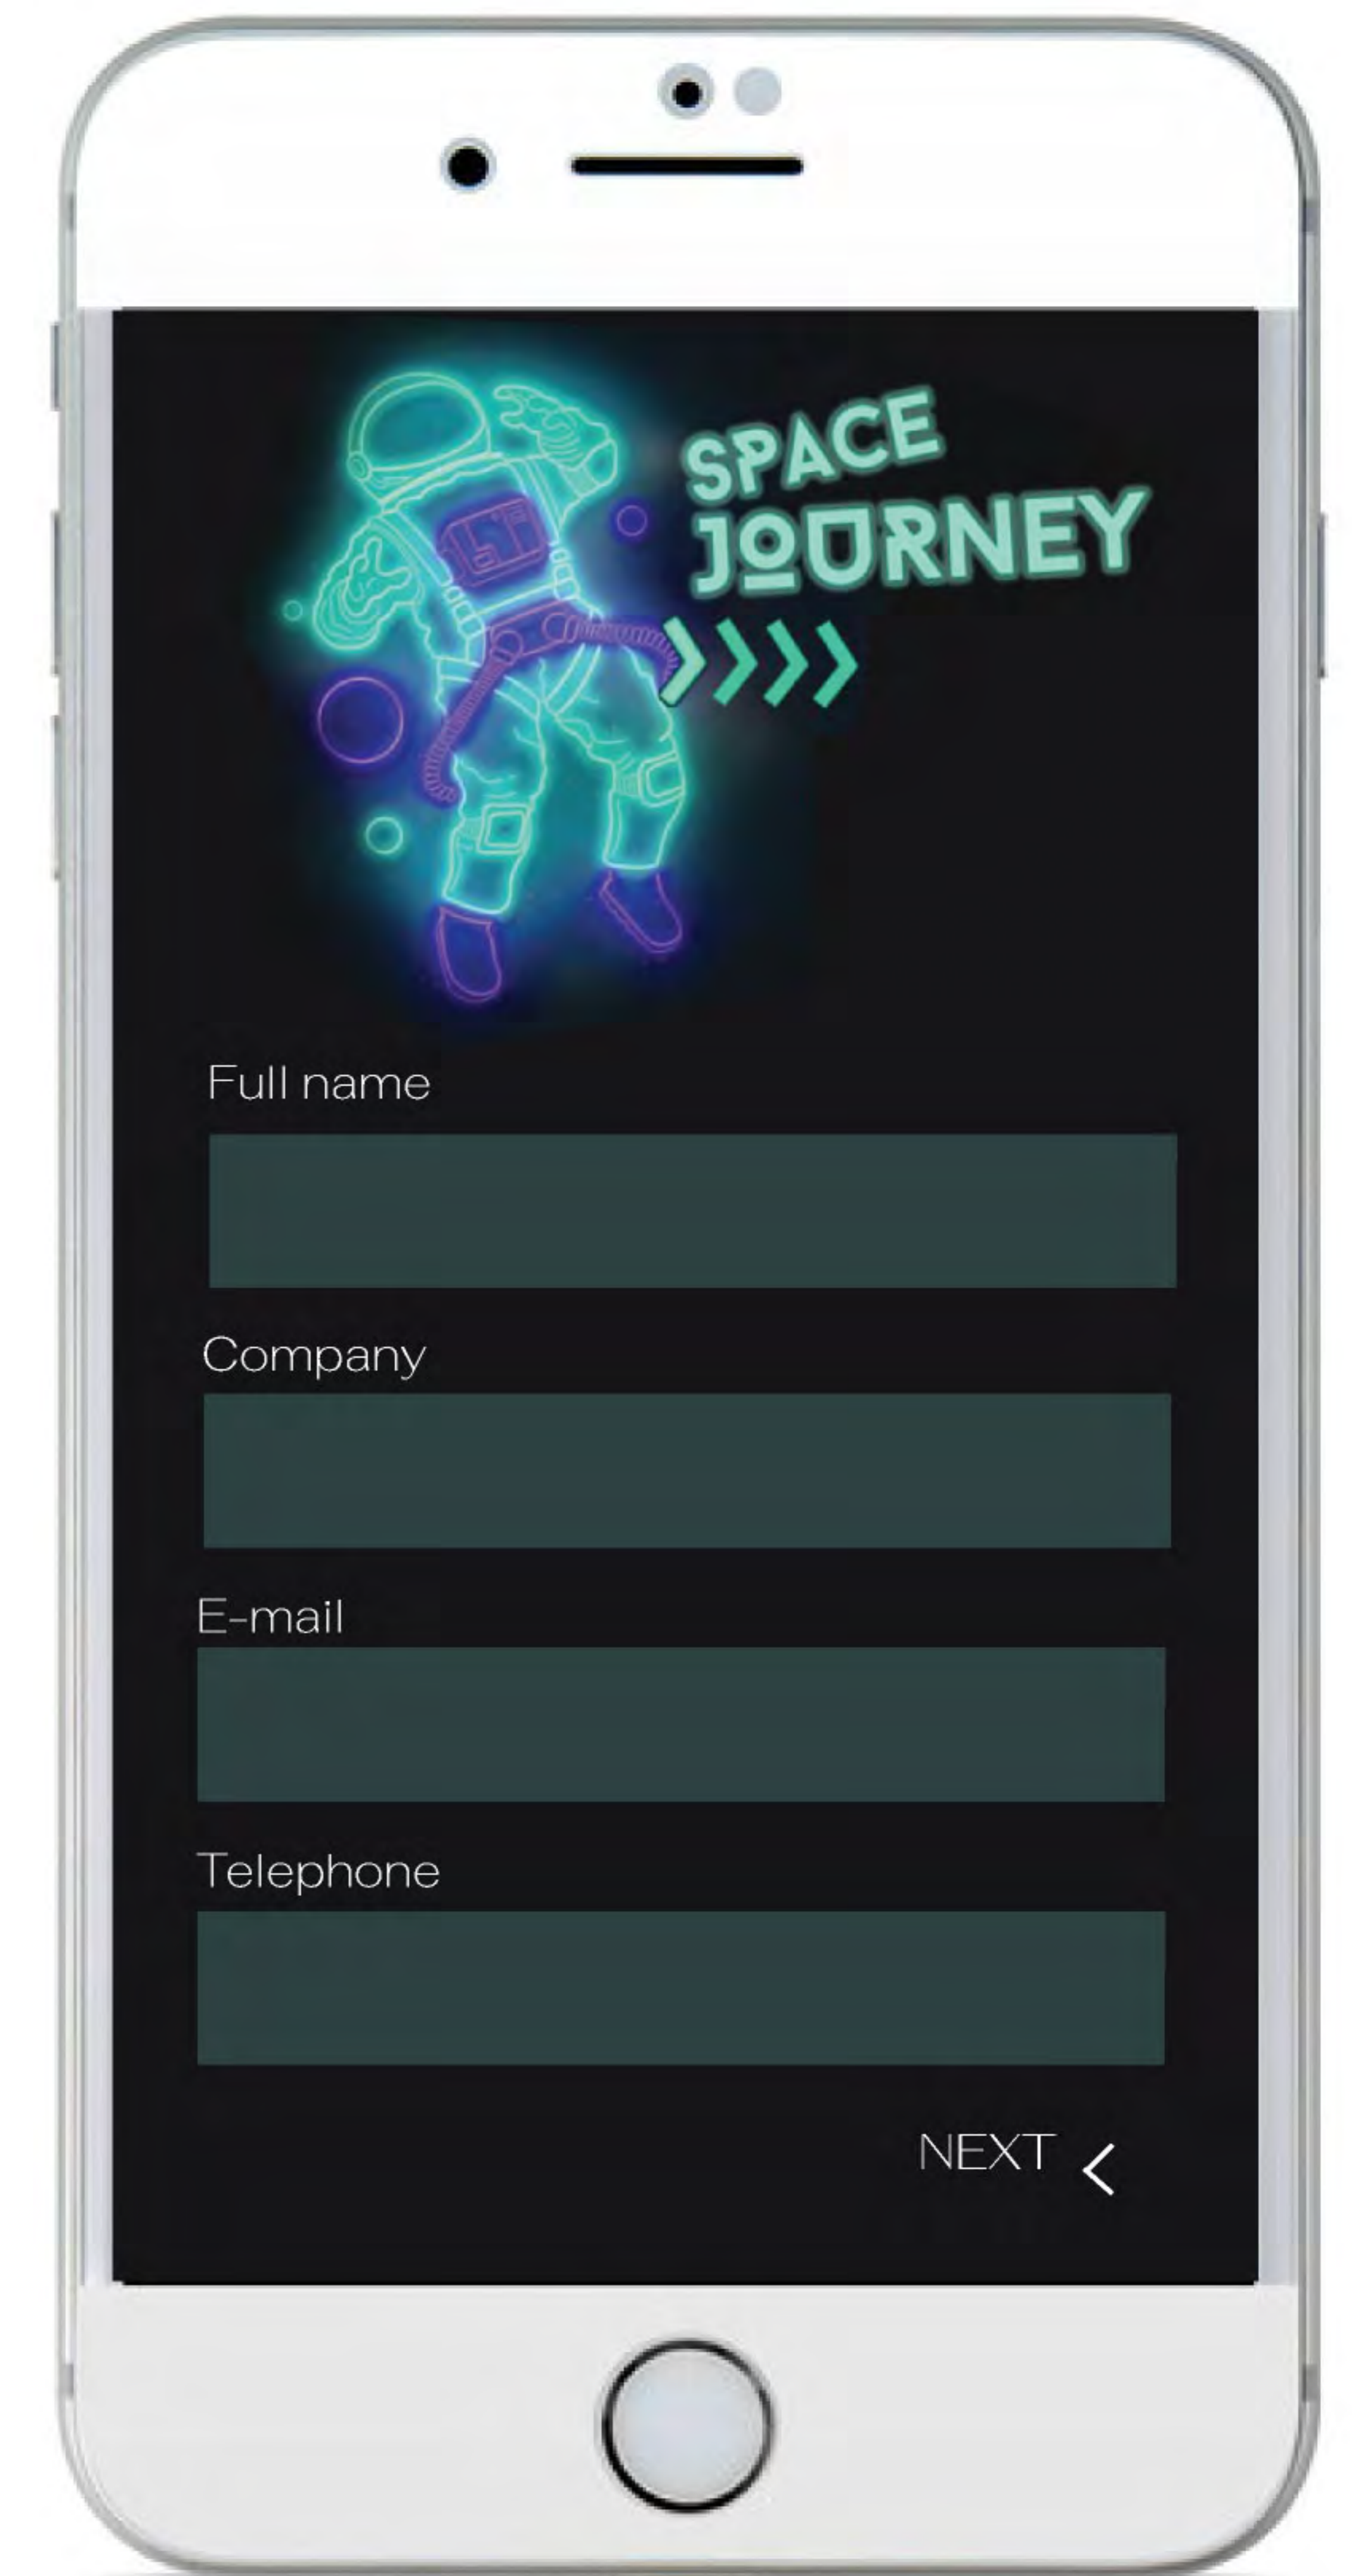 SPACE
JOURNEY
Full name
Company
E-mail
Telephone
NEXT